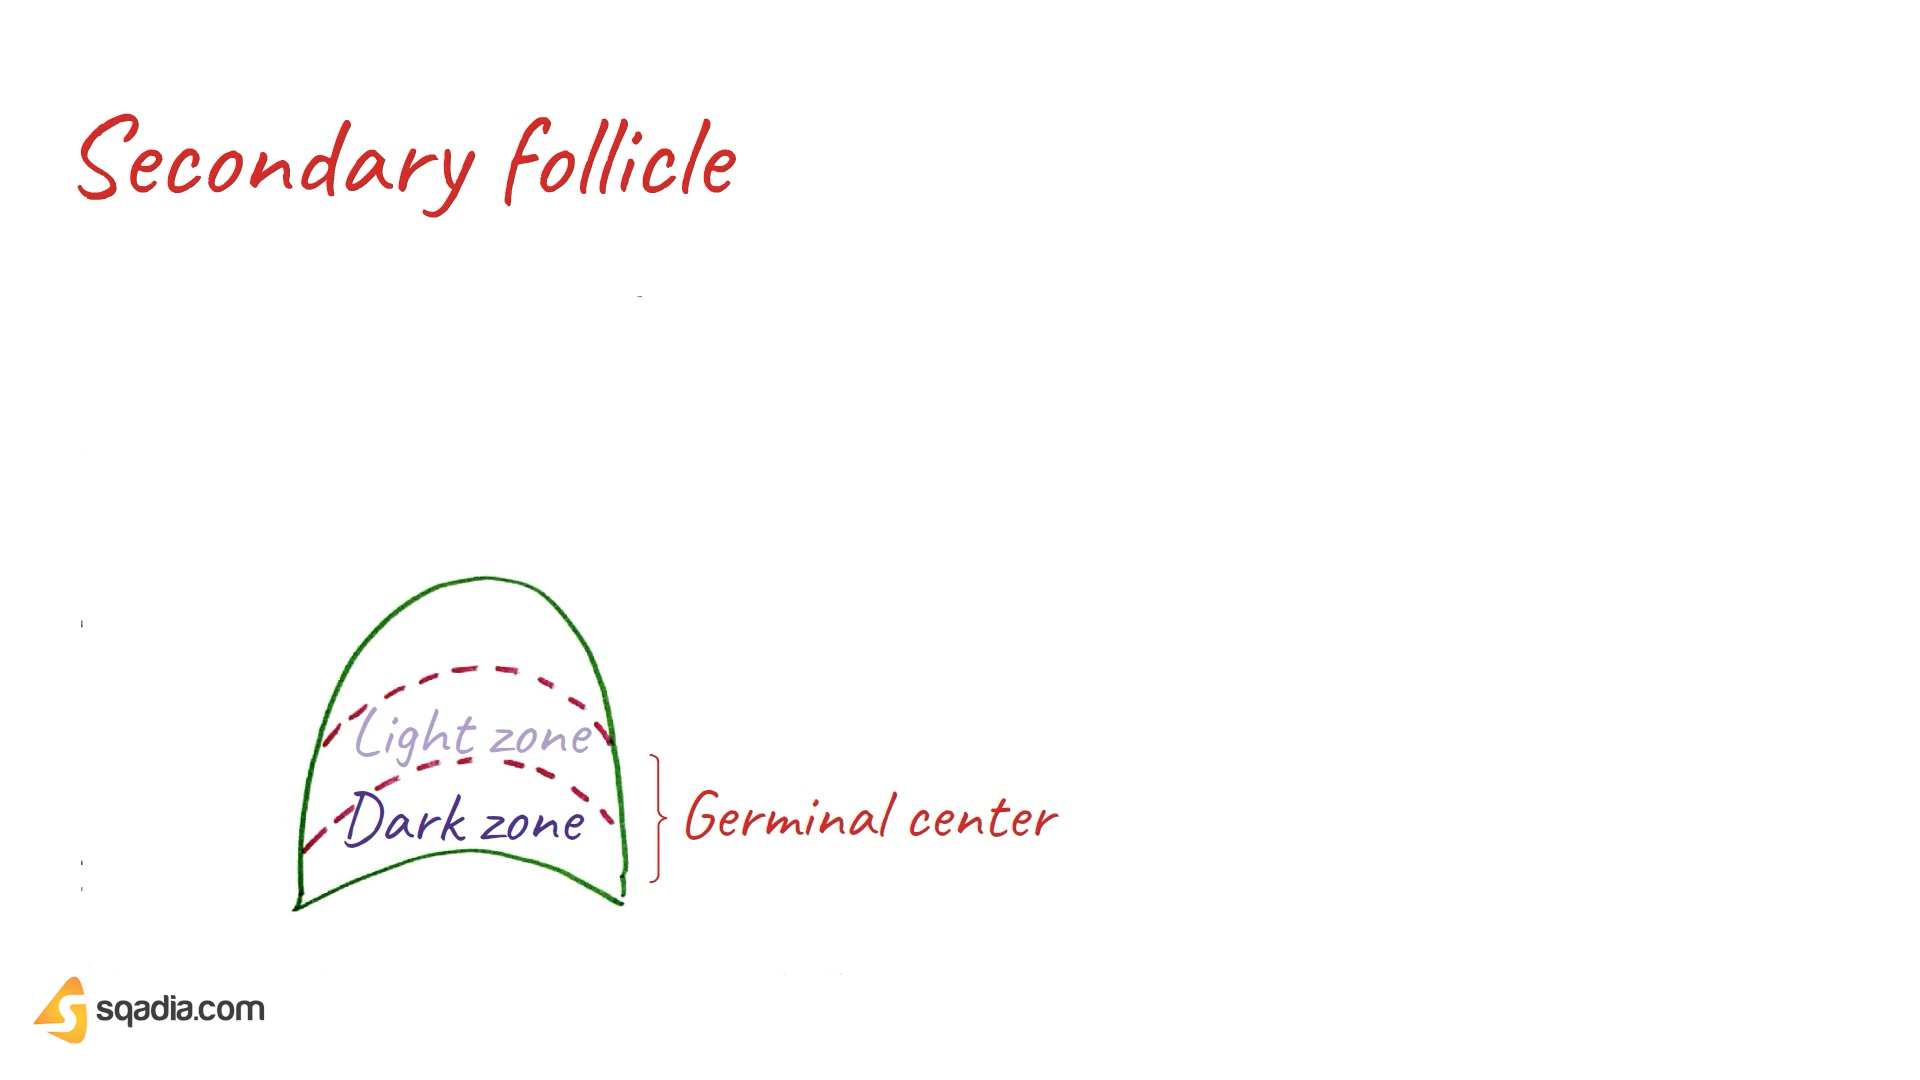 Secondary follicle
Light zone
Dark zone
Germinal center
sqadia.com